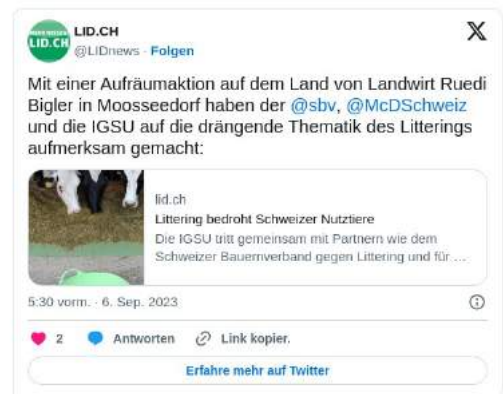 LID.CH
@LIDnews · Folgen
LID.CH
Mit einer Aufräumaktion auf dem Land von Landwirt Ruedi
Bigler in Moosseedorf haben der @sbv, @McDSchweiz
und die IGSU auf die drängende Thematik des Litterings
aufmerksam gemacht:
lid.ch
Littering bedroht Schweizer Nutztiere
Die IGSU tritt gemeinsam mit Partnern wie dem
Schweizer Bauernverband gegen Littering und für ...
5:30 vorm. · 6. Sep. 2023
2 Antworten Link kopier.
Erfahre mehr auf Twitter